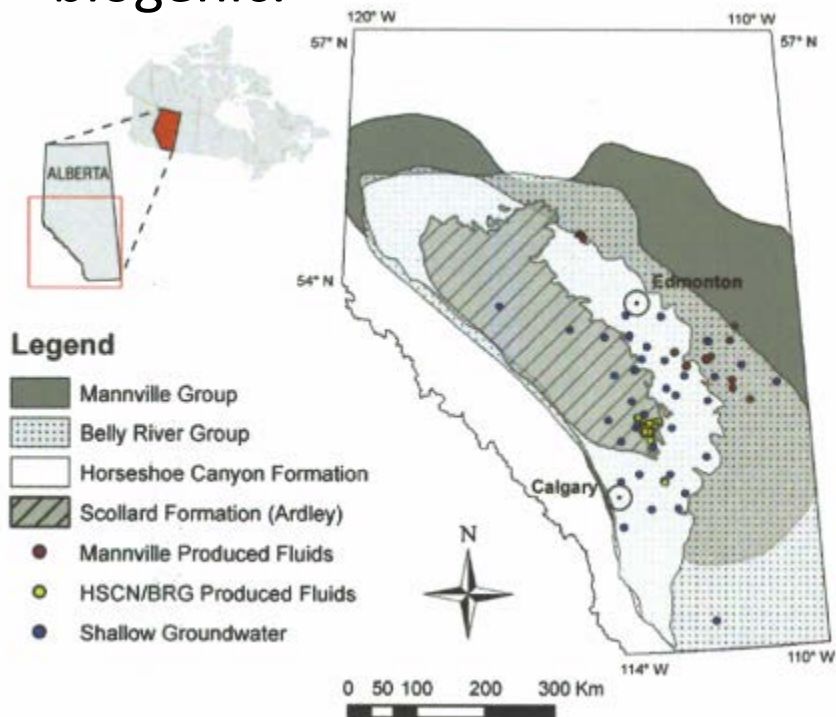 120° W
110° W
57° N
57° N
ALBERTA
54° N
Edmonton
Legend
Mannville Group
Belly River Group
Horseshoe Canyon Formation
Scollard Formation (Ardley)
Mannville Produced Fluids
HSCN/BRG Produced Fluids
Shallow Groundwater
Calgary
N
114° W
110° W
0 50 100 200 300 Km